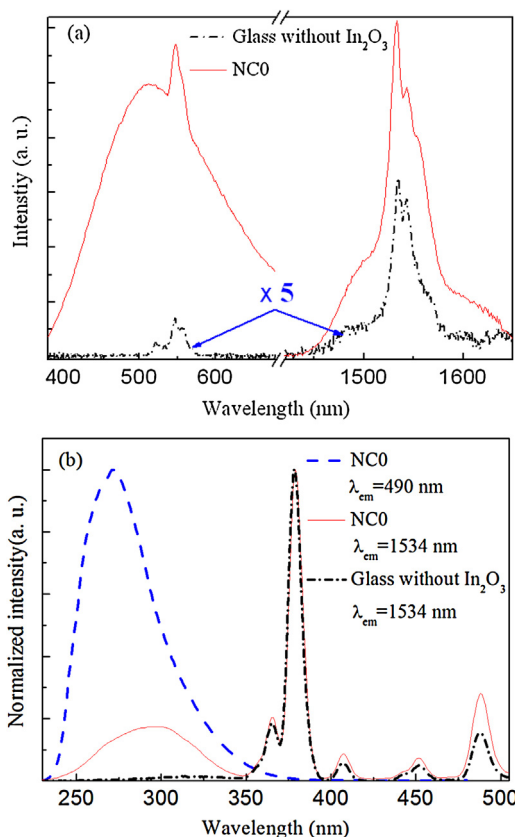 (a)
Glass without In₂O₃
NC0
Intenstiy (a. u.)
x 5
400 500 600 1500 1600
Wavelength (nm)
(b)
NC0
λem=490 nm
NC0
λem=1534 nm
Glass without In₂O₃
λem=1534 nm
Normalized intensity(a. u.)
250 300 350 400 450 500
Wavelength (nm)